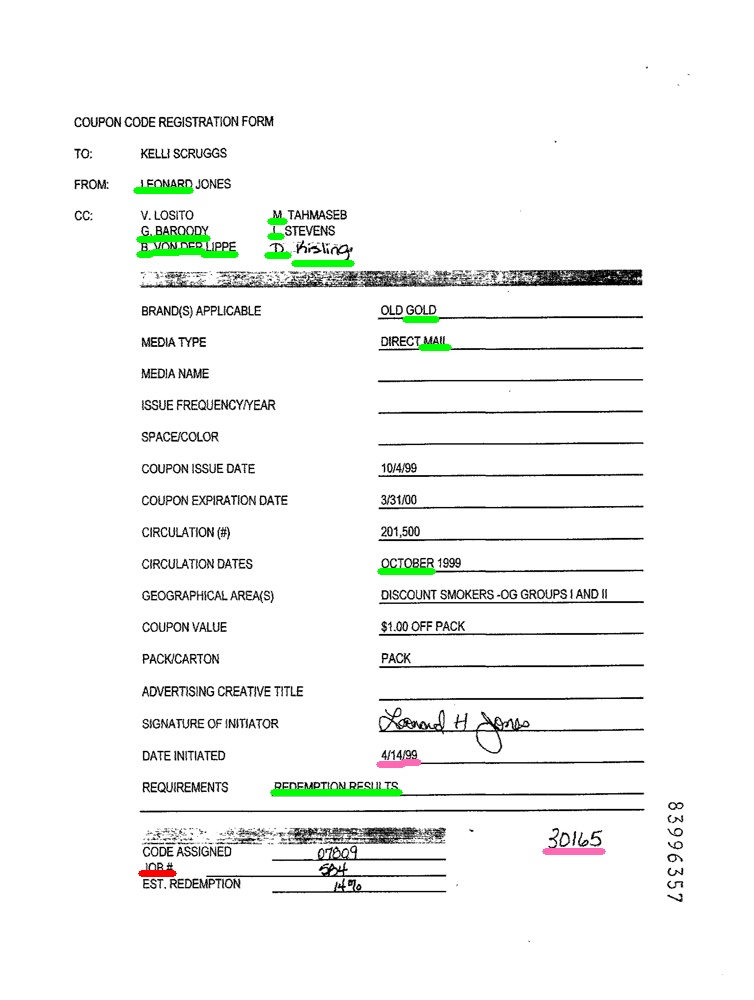 COUPON CODE REGISTRATION FORM
TO: KELLI SCRUGGS
FROM: LEONARD JONES
CC: V. LOSITO M. TAHMASEB
G. BAROODY L. STEVENS
B. VON DER LIPPE D. Kisling
BRAND(S) APPLICABLE OLD GOLD
MEDIA TYPE DIRECT MAIL
MEDIA NAME
ISSUE FREQUENCY/YEAR
SPACE/COLOR
COUPON ISSUE DATE 10/4/99
COUPON EXPIRATION DATE 3/31/00
CIRCULATION (#) 201,500
CIRCULATION DATES OCTOBER 1999
GEOGRAPHICAL AREA(S) DISCOUNT SMOKERS -OG GROUPS I AND II
COUPON VALUE $1.00 OFF PACK
PACK/CARTON PACK
ADVERTISING CREATIVE TITLE
SIGNATURE OF INITIATOR Leonard H Jones
DATE INITIATED 4/14/99
REQUIREMENTS REDEMPTION RESULTS
30165
CODE ASSIGNED 07809
JOB # 584
EST. REDEMPTION 14%
83996357